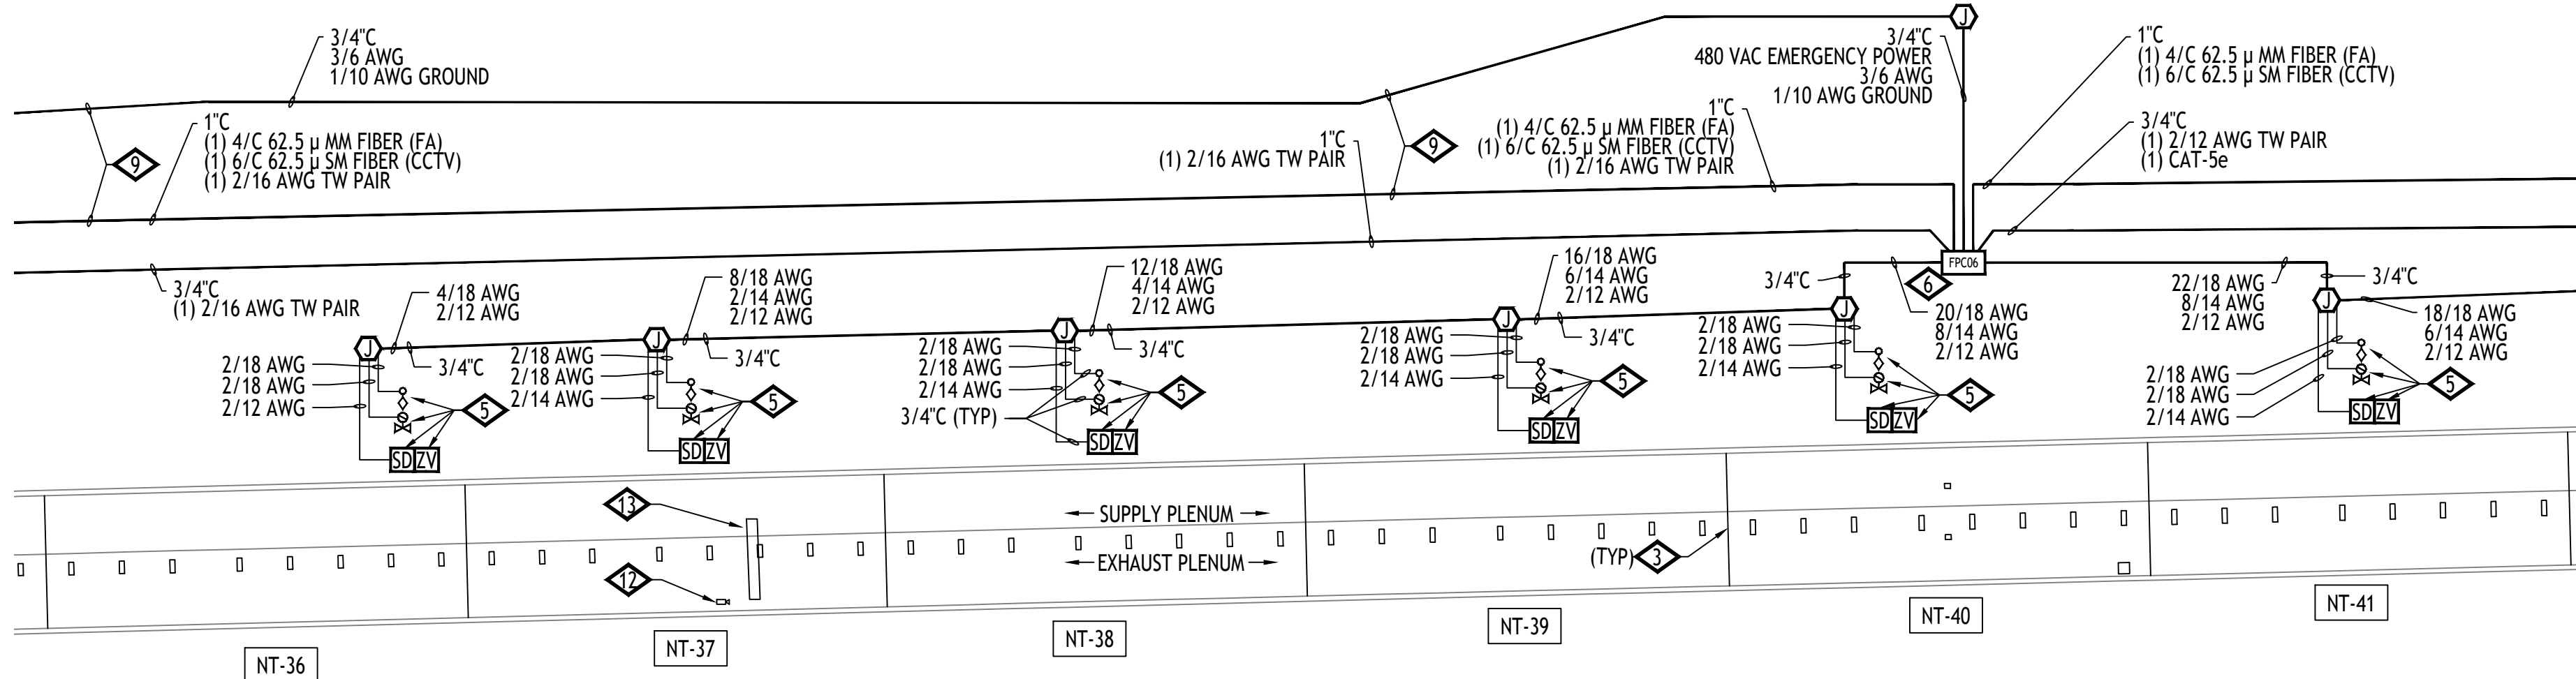 J
3/4"C
3/6 AWG
1/10 AWG GROUND
3/4"C
480 VAC EMERGENCY POWER
3/6 AWG
1/10 AWG GROUND
1"C
(1) 4/C 62.5 µ MM FIBER (FA)
(1) 6/C 62.5 µ SM FIBER (CCTV)
9
1"C
(1) 4/C 62.5 µ MM FIBER (FA)
(1) 6/C 62.5 µ SM FIBER (CCTV)
(1) 2/16 AWG TW PAIR
1"C
(1) 2/16 AWG TW PAIR
9
1"C
(1) 4/C 62.5 µ MM FIBER (FA)
(1) 6/C 62.5 µ SM FIBER (CCTV)
(1) 2/16 AWG TW PAIR
3/4"C
(1) 2/12 AWG TW PAIR
(1) CAT-5e
3/4"C
(1) 2/16 AWG TW PAIR
4/18 AWG
2/12 AWG
8/18 AWG
2/14 AWG
2/12 AWG
12/18 AWG
4/14 AWG
2/12 AWG
16/18 AWG
6/14 AWG
2/12 AWG
3/4"C
FPC06
6
20/18 AWG
8/14 AWG
2/12 AWG
22/18 AWG
8/14 AWG
2/12 AWG
3/4"C
18/18 AWG
6/14 AWG
2/12 AWG
J
3/4"C
2/18 AWG
2/18 AWG
2/12 AWG
5
SD ZV
J
3/4"C
2/18 AWG
2/18 AWG
2/14 AWG
5
SD ZV
J
3/4"C
2/18 AWG
2/18 AWG
2/14 AWG
3/4"C (TYP)
5
SD ZV
J
3/4"C
2/18 AWG
2/18 AWG
2/14 AWG
5
SD ZV
J
2/18 AWG
2/18 AWG
2/14 AWG
5
SD ZV
J
2/18 AWG
2/18 AWG
2/14 AWG
5
SD ZV
13
12
SUPPLY PLENUM
EXHAUST PLENUM
(TYP) 3
NT-36
NT-37
NT-38
NT-39
NT-40
NT-41